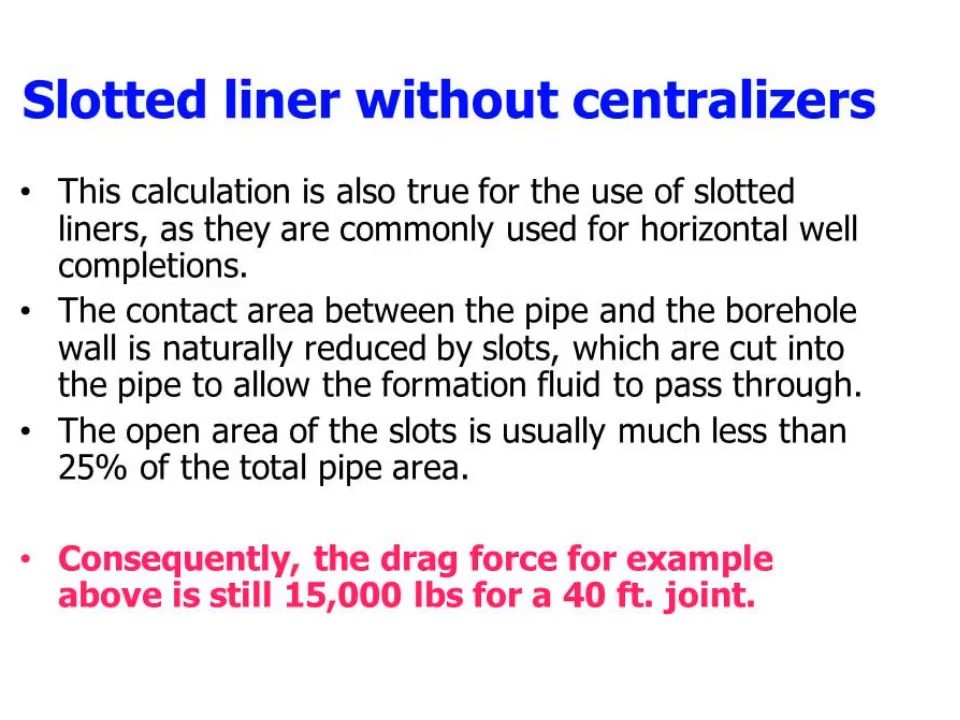 Slotted liner without centralizers
• This calculation is also true for the use of slotted
liners, as they are commonly used for horizontal well
completions.
• The contact area between the pipe and the borehole
wall is naturally reduced by slots, which are cut into
the pipe to allow the formation fluid to pass through.
• The open area of the slots is usually much less than
25% of the total pipe area.
• Consequently, the drag force for example
above is still 15,000 lbs for a 40 ft. joint.